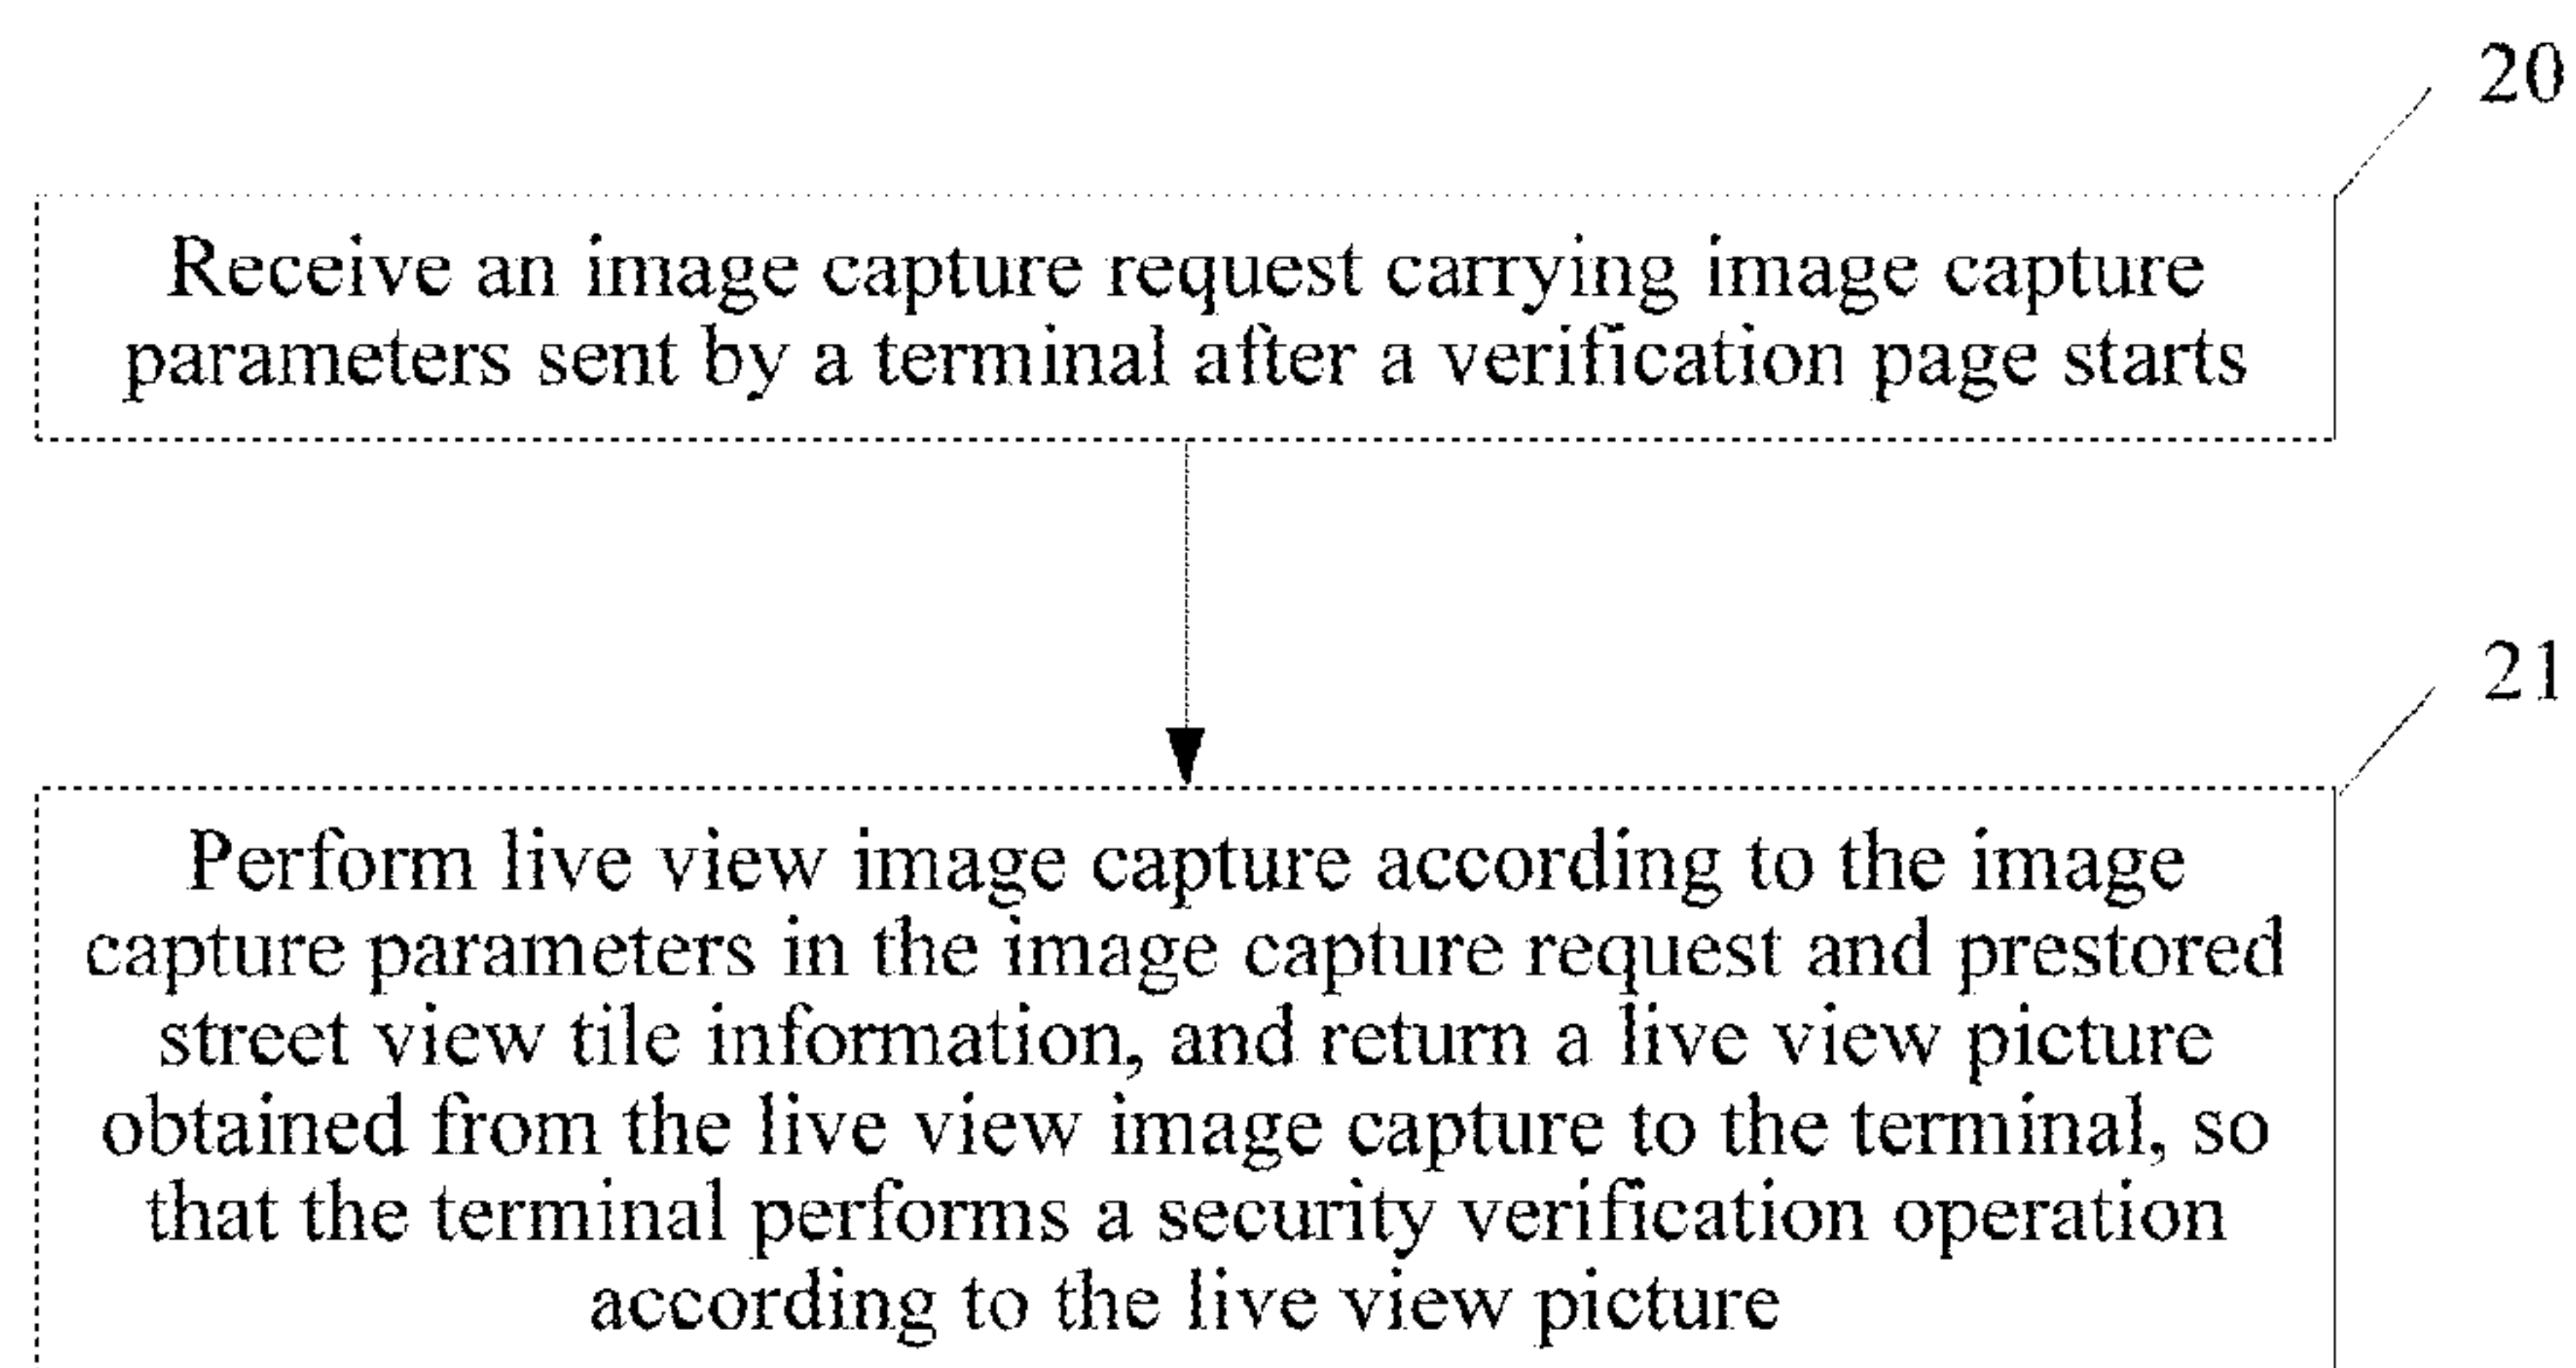 20
Receive an image capture request carrying image capture
parameters sent by a terminal after a verification page starts
21
Perform live view image capture according to the image
capture parameters in the image capture request and prestored
street view tile information, and return a live view picture
obtained from the live view image capture to the terminal, so
that the terminal performs a security verification operation
according to the live view picture